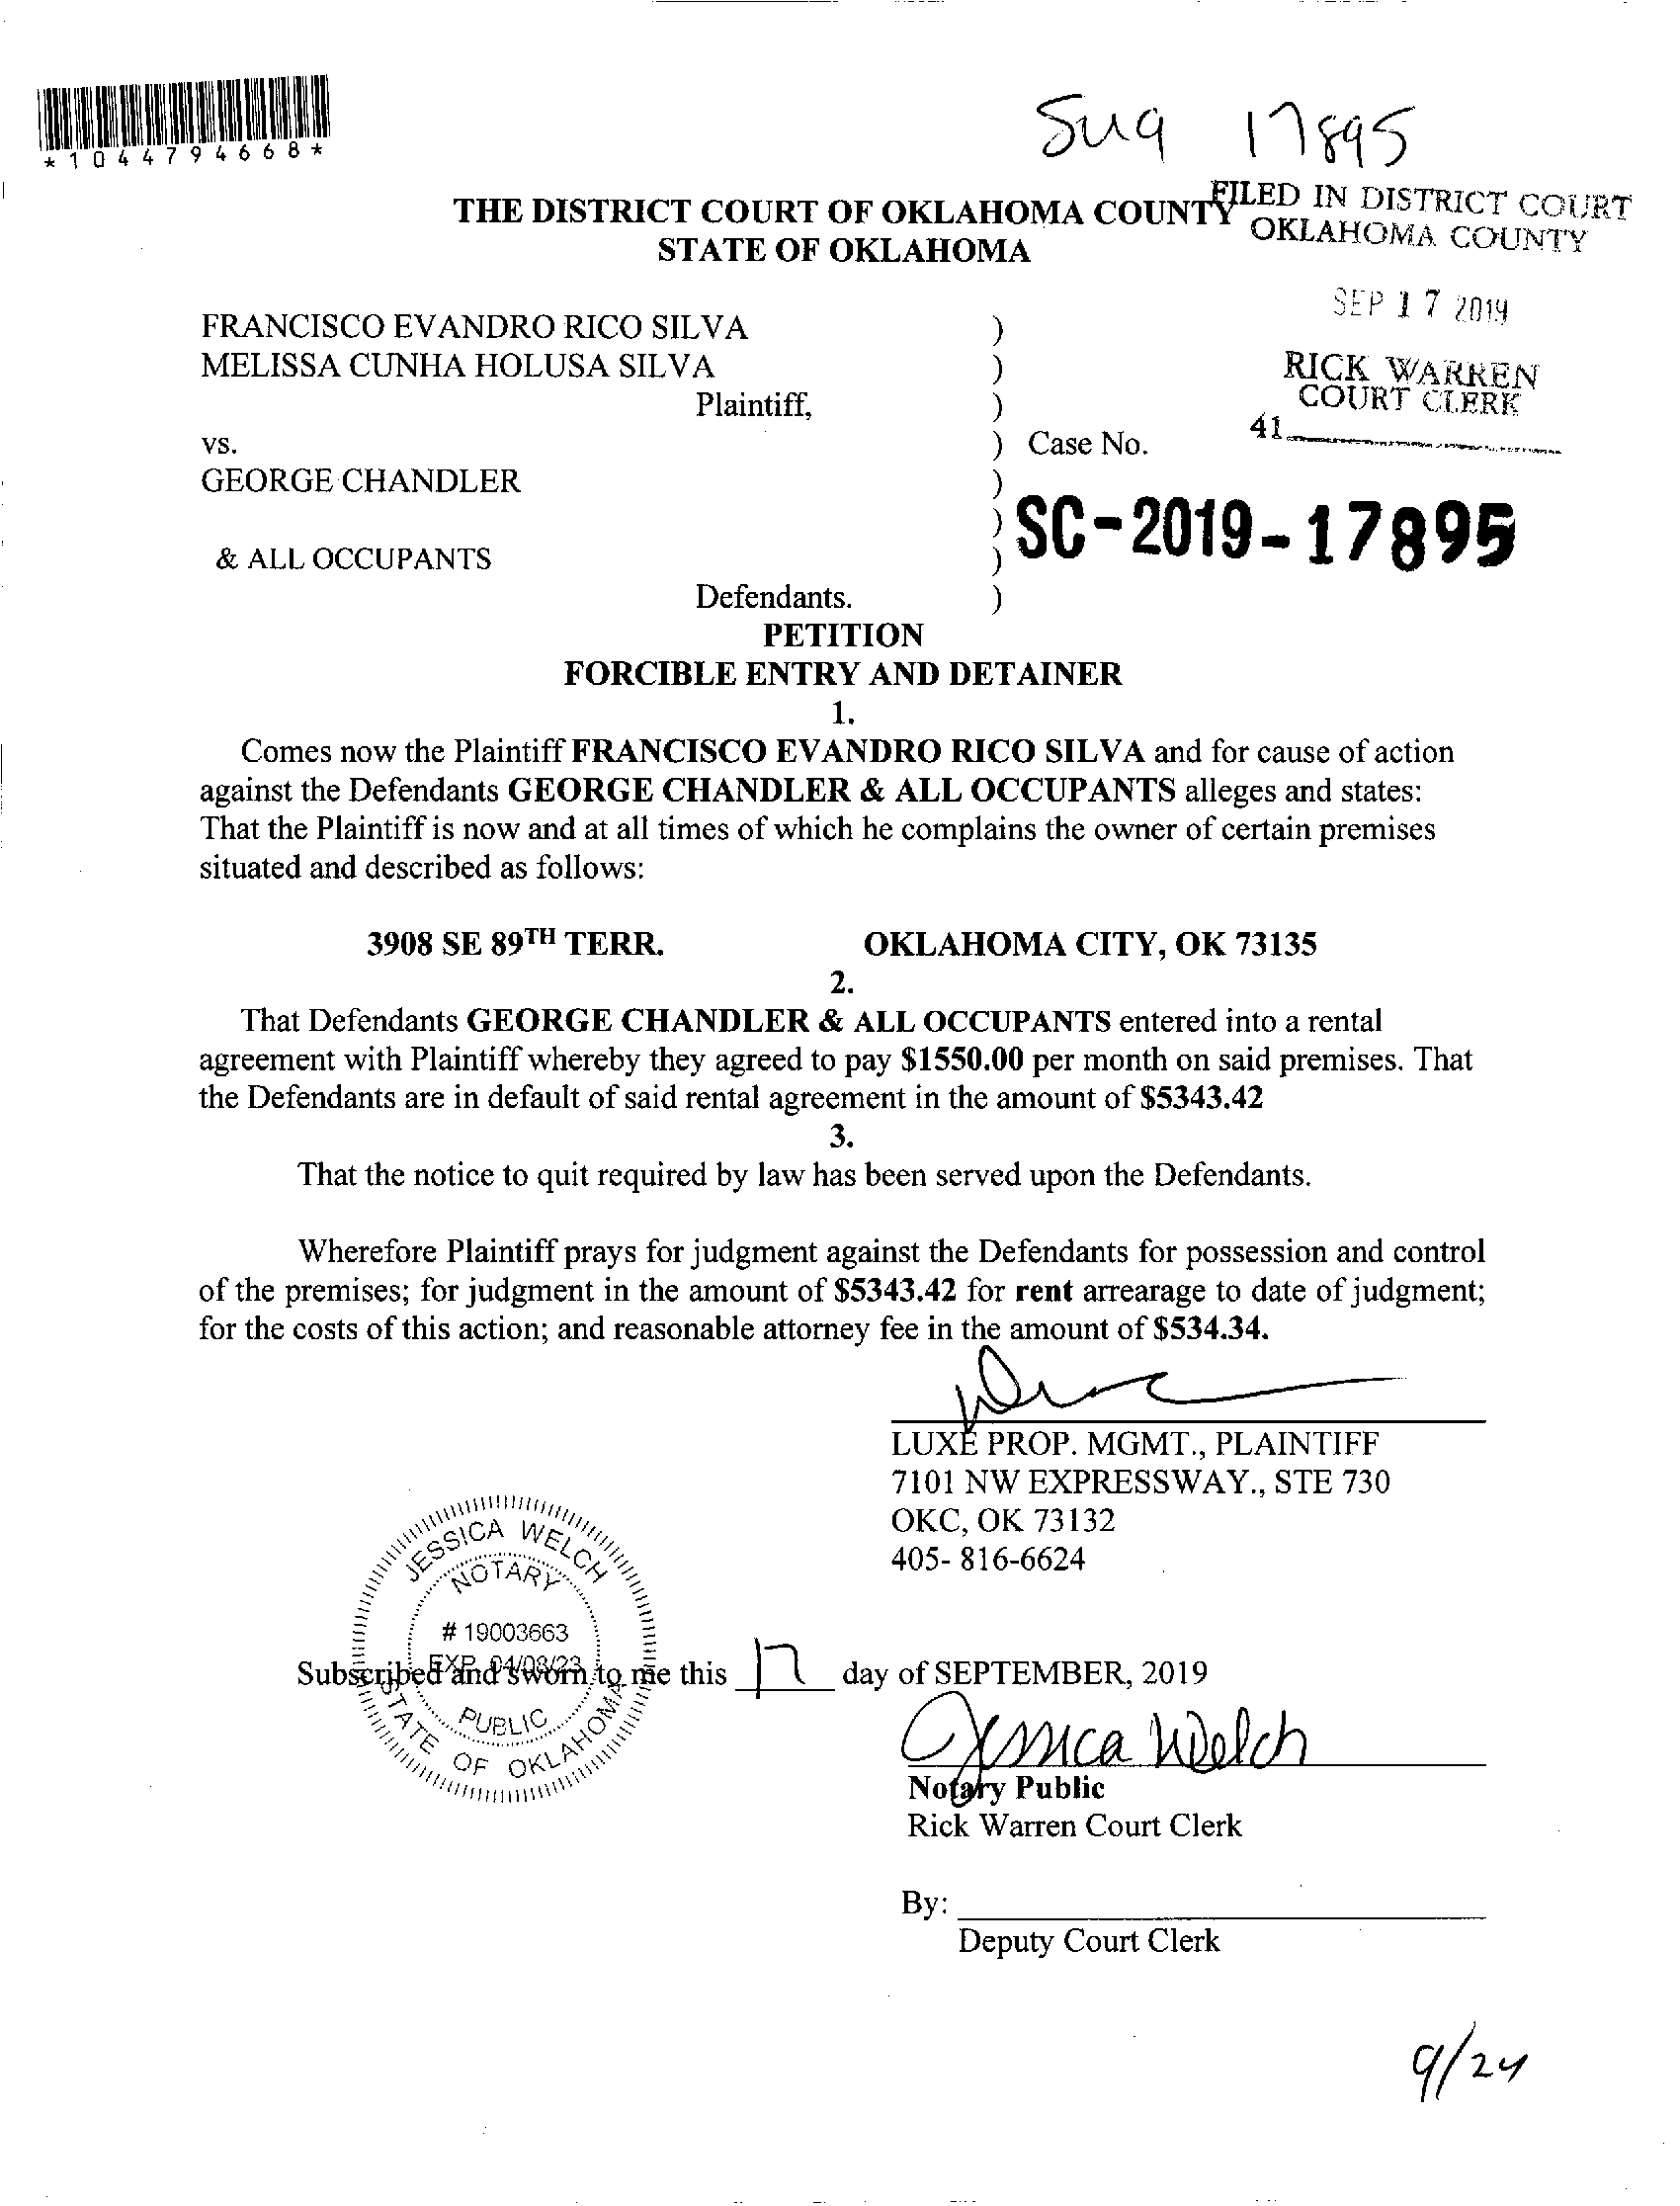 *1044794668*
17895
THE DISTRICT COURT OF OKLAHOMA COUNTY
STATE OF OKLAHOMA
FILED IN DISTRICT COURT
OKLAHOMA COUNTY
SEP 17 2019
RICK WARREN
COURT CLERK
41
FRANCISCO EVANDRO RICO SILVA )
MELISSA CUNHA HOLUSA SILVA )
Plaintiff, )
vs. ) Case No.
GEORGE CHANDLER )
) SC-2019-17895
& ALL OCCUPANTS )
Defendants. )
PETITION
FORCIBLE ENTRY AND DETAINER
1.
Comes now the Plaintiff FRANCISCO EVANDRO RICO SILVA and for cause of action
against the Defendants GEORGE CHANDLER & ALL OCCUPANTS alleges and states:
That the Plaintiff is now and at all times of which he complains the owner of certain premises
situated and described as follows:
3908 SE 89TH TERR. OKLAHOMA CITY, OK 73135
2.
That Defendants GEORGE CHANDLER & ALL OCCUPANTS entered into a rental
agreement with Plaintiff whereby they agreed to pay $1550.00 per month on said premises. That
the Defendants are in default of said rental agreement in the amount of $5343.42
3.
That the notice to quit required by law has been served upon the Defendants.
Wherefore Plaintiff prays for judgment against the Defendants for possession and control
of the premises; for judgment in the amount of $5343.42 for rent arrearage to date of judgment;
for the costs of this action; and reasonable attorney fee in the amount of $534.34.
LUXE PROP. MGMT., PLAINTIFF
7101 NW EXPRESSWAY., STE 730
OKC, OK 73132
405- 816-6624
JESSICA WELCH
NOTARY
# 19003663
EXP. 04/08/23
PUBLIC
STATE OF OKLAHOMA
Subscribed and sworn to me this 17 day of SEPTEMBER, 2019
Jessica Welch
Notary Public
Rick Warren Court Clerk
By:
Deputy Court Clerk
9/24